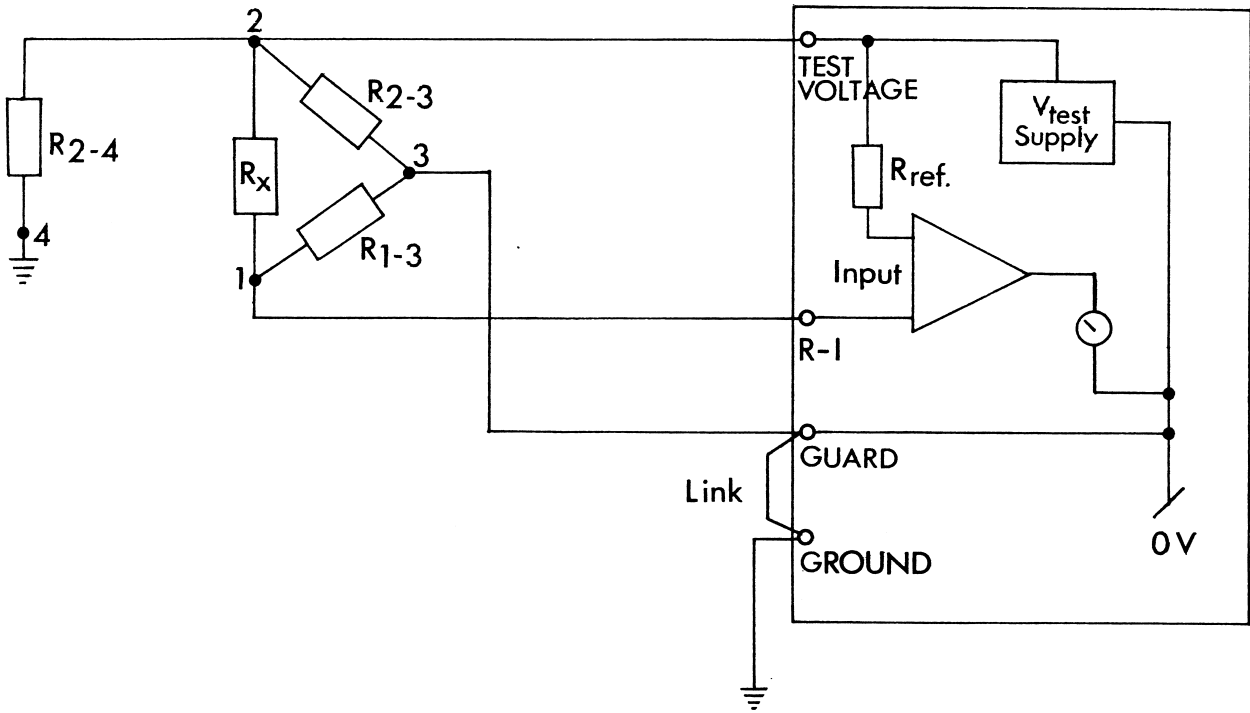 2
TEST
VOLTAGE
R2-3
Vtest
Supply
R2-4
Rx
3
Rref.
4
R1-3
1
Input
R-I
GUARD
Link
GROUND
0V